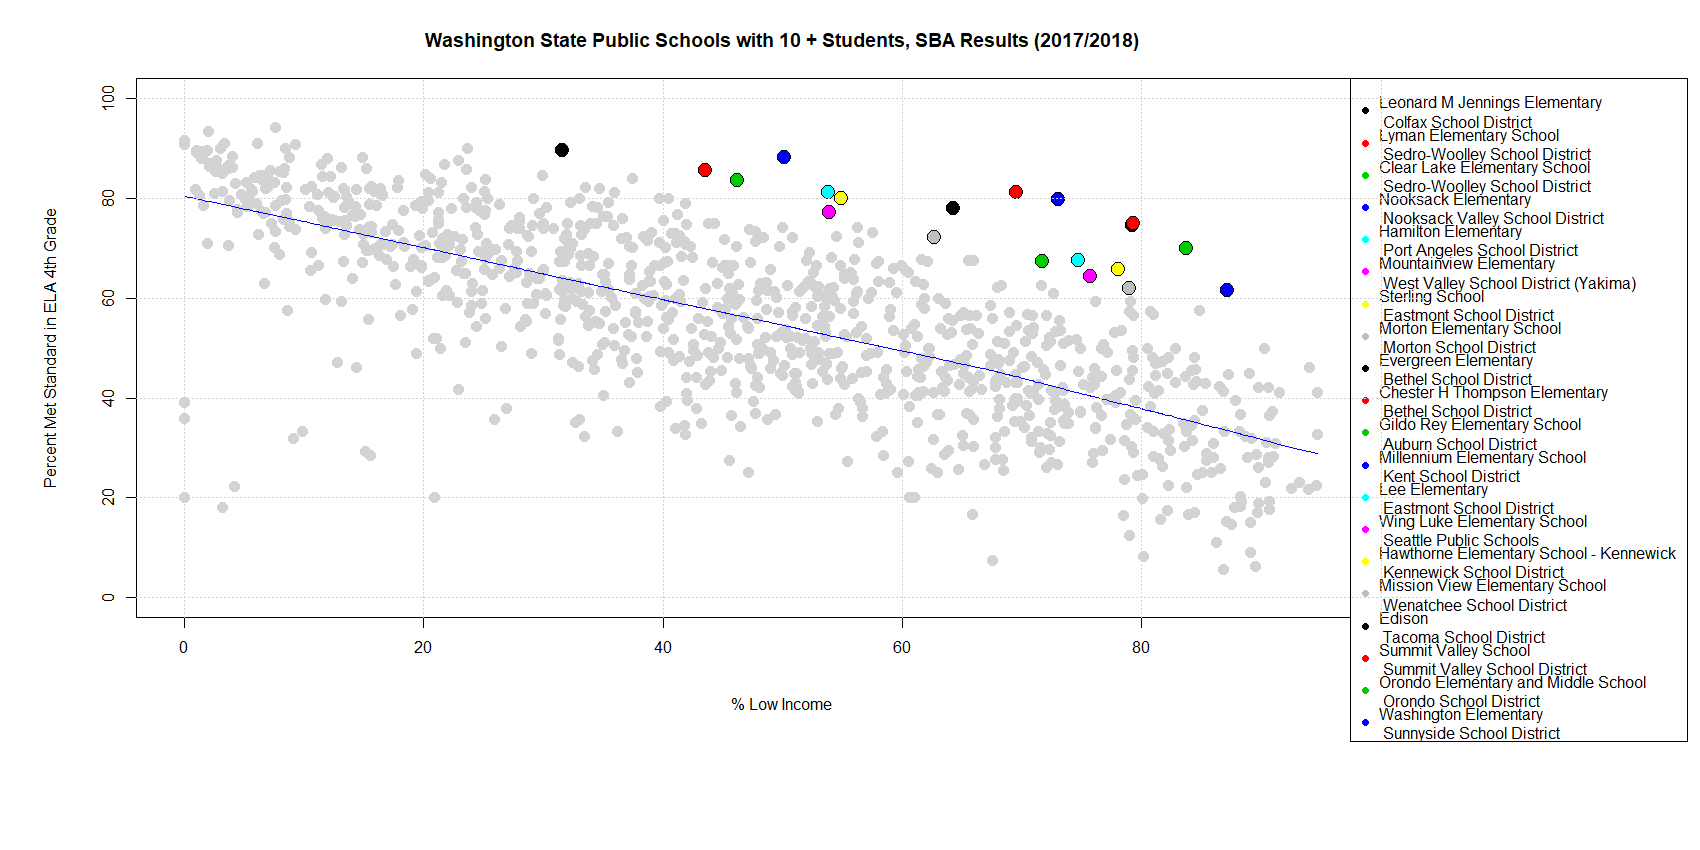 Washington State Public Schools with 10 + Students, SBA Results (2017/2018)
Percent Met Standard in ELA 4th Grade
100
80
60
40
20
0
0
20
40
60
80
% Low Income
Leonard M Jennings Elementary
Colfax School District
Lyman Elementary School
Sedro-Woolley School District
Clear Lake Elementary School
Sedro-Woolley School District
Nooksack Elementary
Nooksack Valley School District
Hamilton Elementary
Port Angeles School District
Mountainview Elementary
West Valley School District (Yakima)
Sterling School
Eastmont School District
Morton Elementary School
Morton School District
Evergreen Elementary
Bethel School District
Chester H Thompson Elementary
Bethel School District
Gildo Rey Elementary School
Auburn School District
Millennium Elementary School
Kent School District
Lee Elementary
Eastmont School District
Wing Luke Elementary School
Seattle Public Schools
Hawthorne Elementary School - Kennewick
Kennewick School District
Mission View Elementary School
Wenatchee School District
Edison
Tacoma School District
Summit Valley School
Summit Valley School District
Orondo Elementary and Middle School
Orondo School District
Washington Elementary
Sunnyside School District